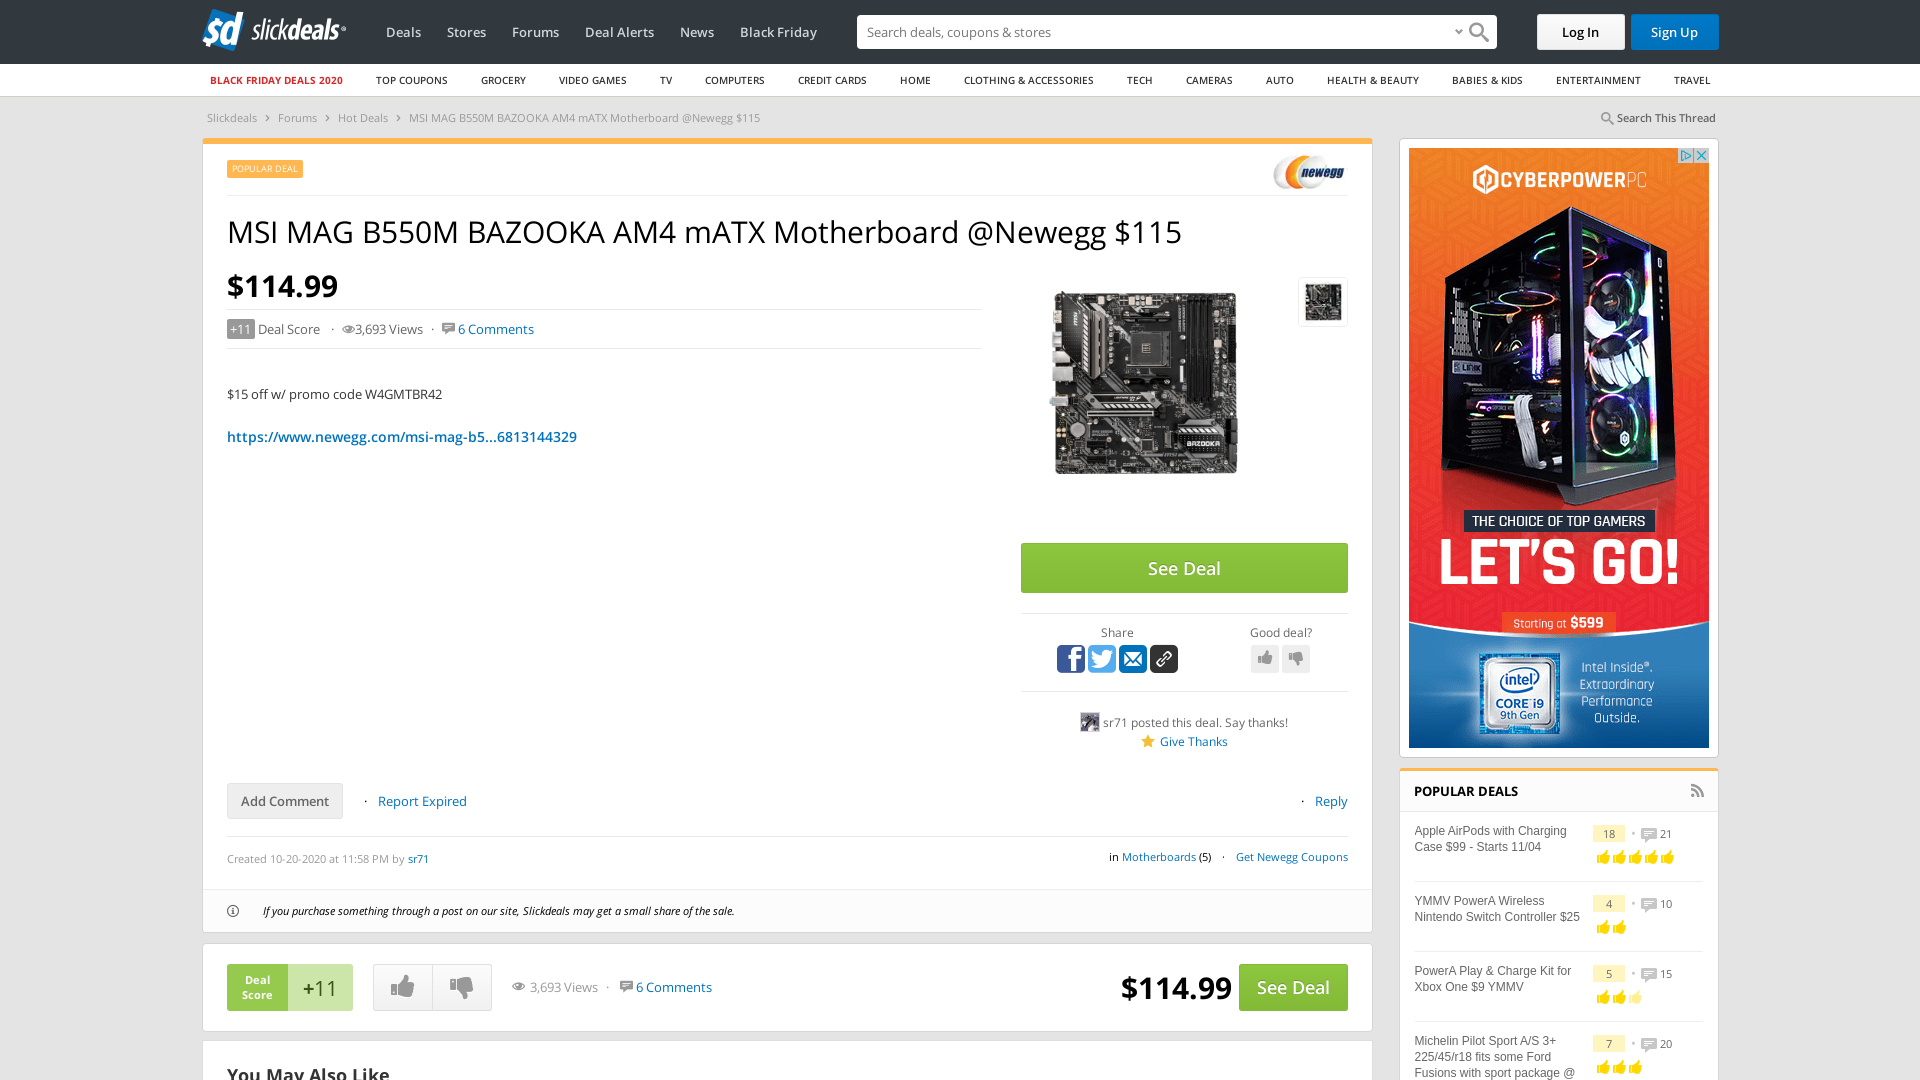 slickdeals
Deals
Stores
Forums
Deal Alerts
News
Black Friday
Search deals, coupons & stores
Log In
Sign Up
BLACK FRIDAY DEALS 2020
TOP COUPONS
GROCERY
VIDEO GAMES
TV
COMPUTERS
CREDIT CARDS
HOME
CLOTHING & ACCESSORIES
TECH
CAMERAS
AUTO
HEALTH & BEAUTY
BABIES & KIDS
ENTERTAINMENT
TRAVEL
Slickdeals › Forums › Hot Deals › MSI MAG B550M BAZOOKA AM4 mATX Motherboard @Newegg $115
Search This Thread
POPULAR DEAL
newegg
MSI MAG B550M BAZOOKA AM4 mATX Motherboard @Newegg $115
$114.99
+11 Deal Score · 3,693 Views · 6 Comments
$15 off w/ promo code W4GMTBR42
https://www.newegg.com/msi-mag-b5...6813144329
BAZOOKA
See Deal
Share
Good deal?
sr71 posted this deal. Say thanks!
Give Thanks
Add Comment
· Report Expired
· Reply
Created 10-20-2020 at 11:58 PM by sr71
in Motherboards (5) · Get Newegg Coupons
If you purchase something through a post on our site, Slickdeals may get a small share of the sale.
Deal
Score
+11
3,693 Views · 6 Comments
$114.99
See Deal
You May Also Like
CYBERPOWERPC
THE CHOICE OF TOP GAMERS
LET'S GO!
Starting at $599
intel
CORE i9
9th Gen
Intel Inside®.
Extraordinary
Performance
Outside.
POPULAR DEALS
Apple AirPods with Charging
Case $99 - Starts 11/04
18 • 21
YMMV PowerA Wireless
Nintendo Switch Controller $25
4 • 10
PowerA Play & Charge Kit for
Xbox One $9 YMMV
5 • 15
Michelin Pilot Sport A/S 3+
225/45/r18 fits some Ford
Fusions with sport package @
7 • 20